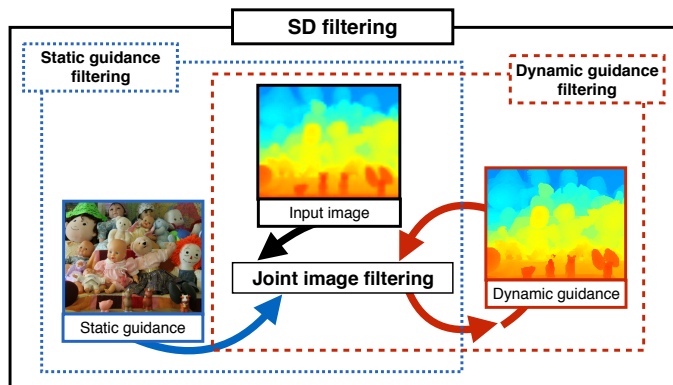 SD filtering
Static guidance
filtering
Dynamic guidance
filtering
Input image
Joint image filtering
Static guidance
Dynamic guidance